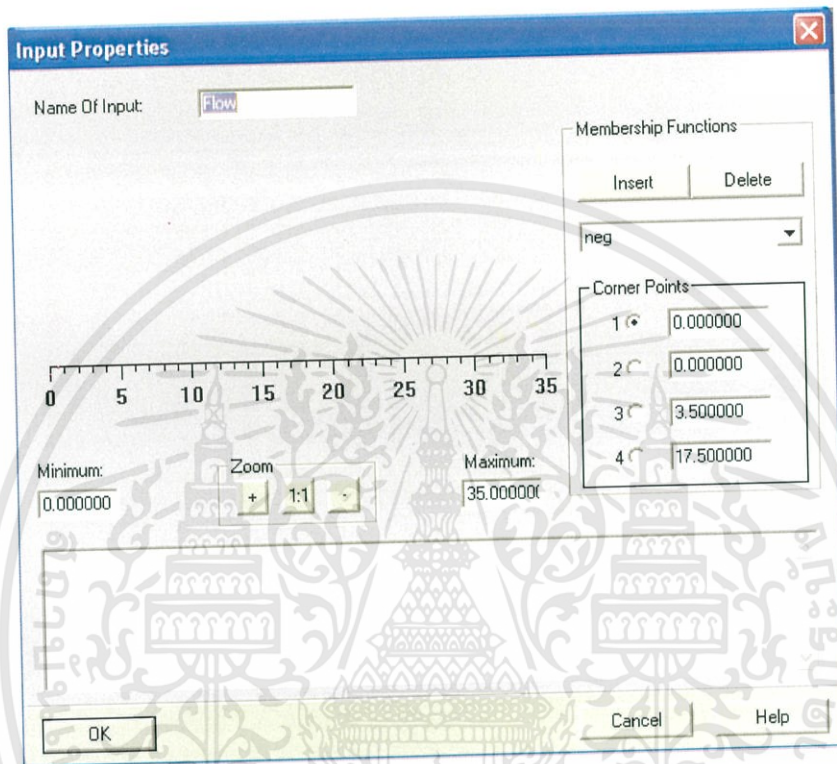 Input Properties
Name Of Input:
Flow
Membership Functions
Insert
Delete
neg
Corner Points
1
0.000000
2
0.000000
3
3.500000
4
17.500000
0 5 10 15 20 25 30 35
Minimum:
0.000000
Zoom
+
1:1
-
Maximum:
35.00000
OK
Cancel
Help